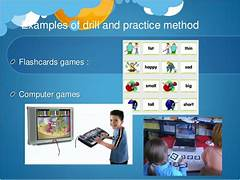 Examples of drill and practice method
Flashcards games :
fat
thin
happy
sad
small
big
tall
short
Computer games